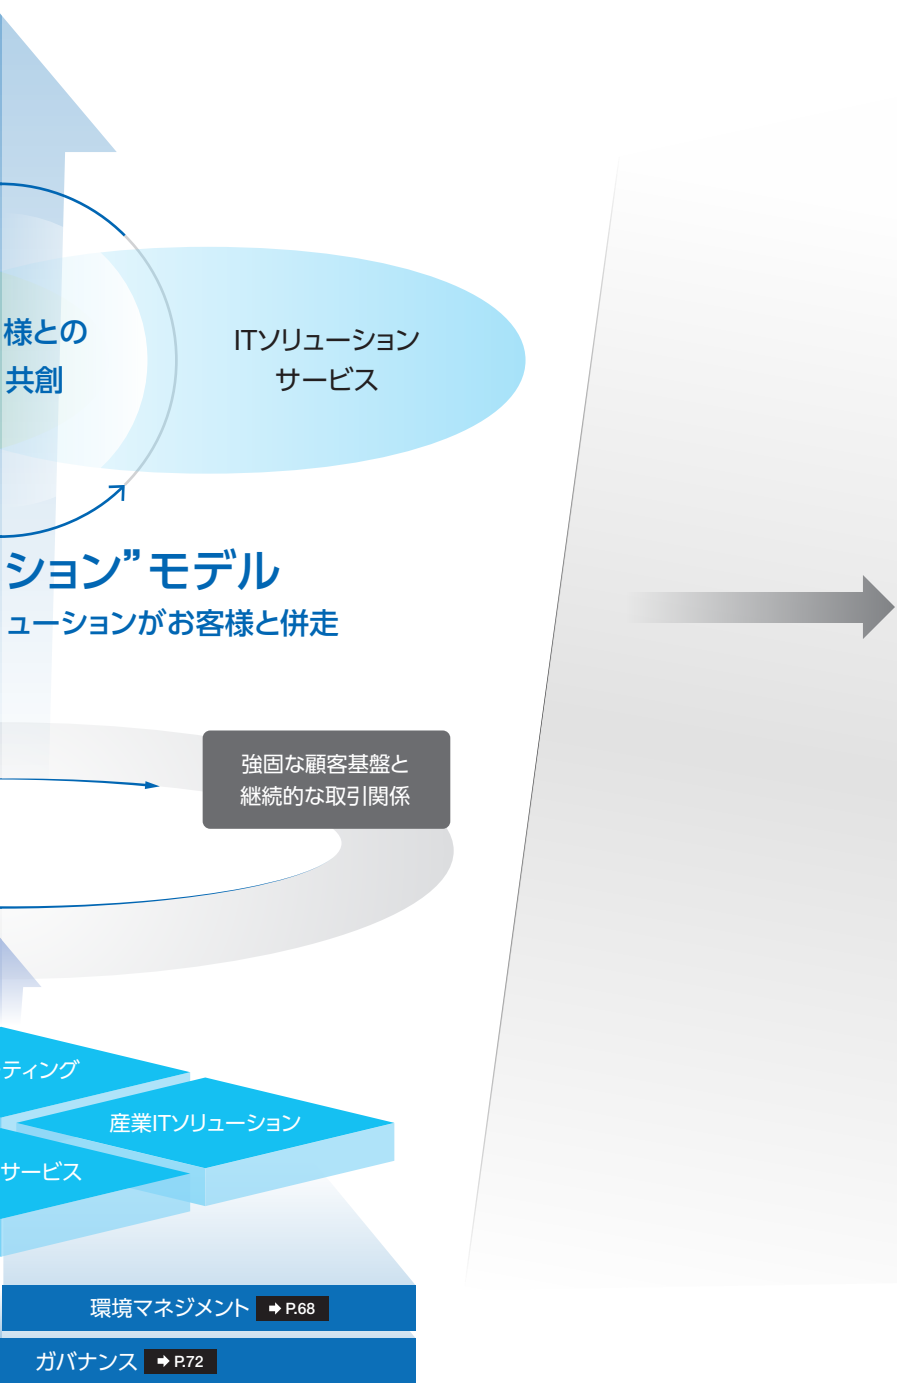 様との
共創
ITソリューション
サービス
ション”モデル
ューションがお客様と併走
強固な顧客基盤と
継続的な取引関係
ティング
産業ITソリューション
サービス
環境マネジメント ➡ P.68
ガバナンス ➡ P.72